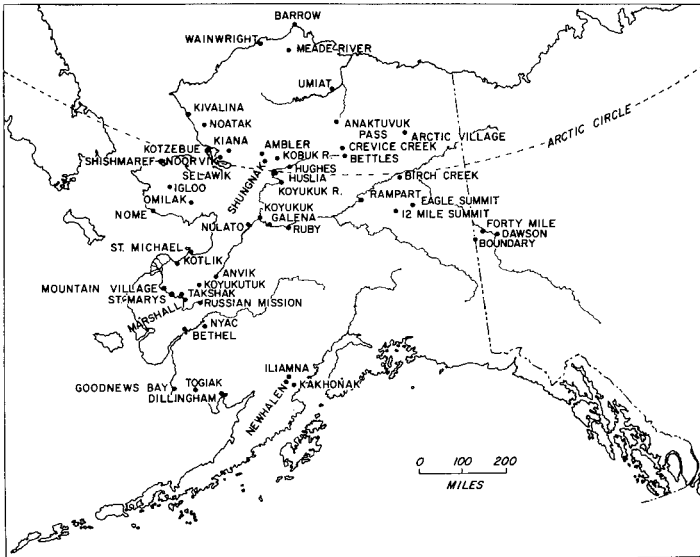 BARROW
WAINWRIGHT
MEADE-RIVER
UMIAT
KIVALINA
NOATAK
ANAKTUVUK
PASS
ARCTIC VILLAGE
ARCTIC CIRCLE
KIANA
KOTZEBUE
AMBLER
CREVICE CREEK
SHISHMAREF
NOORVIK
KOBUK R.
BETTLES
SELAWIK
HUGHES
HUSLIA
BIRCH CREEK
IGLOO
SHUNGNAK
KOYUKUK R.
OMILAK
RAMPART
EAGLE SUMMIT
12 MILE SUMMIT
NOME
KOYUKUK
GALENA
NULATO
RUBY
FORTY MILE
DAWSON
BOUNDARY
ST. MICHAEL
KOTLIK
ANVIK
KOYUKUTUK
MOUNTAIN VILLAGE
ST. MARYS
TAKSHAK
RUSSIAN MISSION
MARSHALL
NYAC
BETHEL
ILIAMNA
GOODNEWS BAY
TOGIAK
KAKHONAK
DILLINGHAM
NEWHALEN
0 100 200
MILES